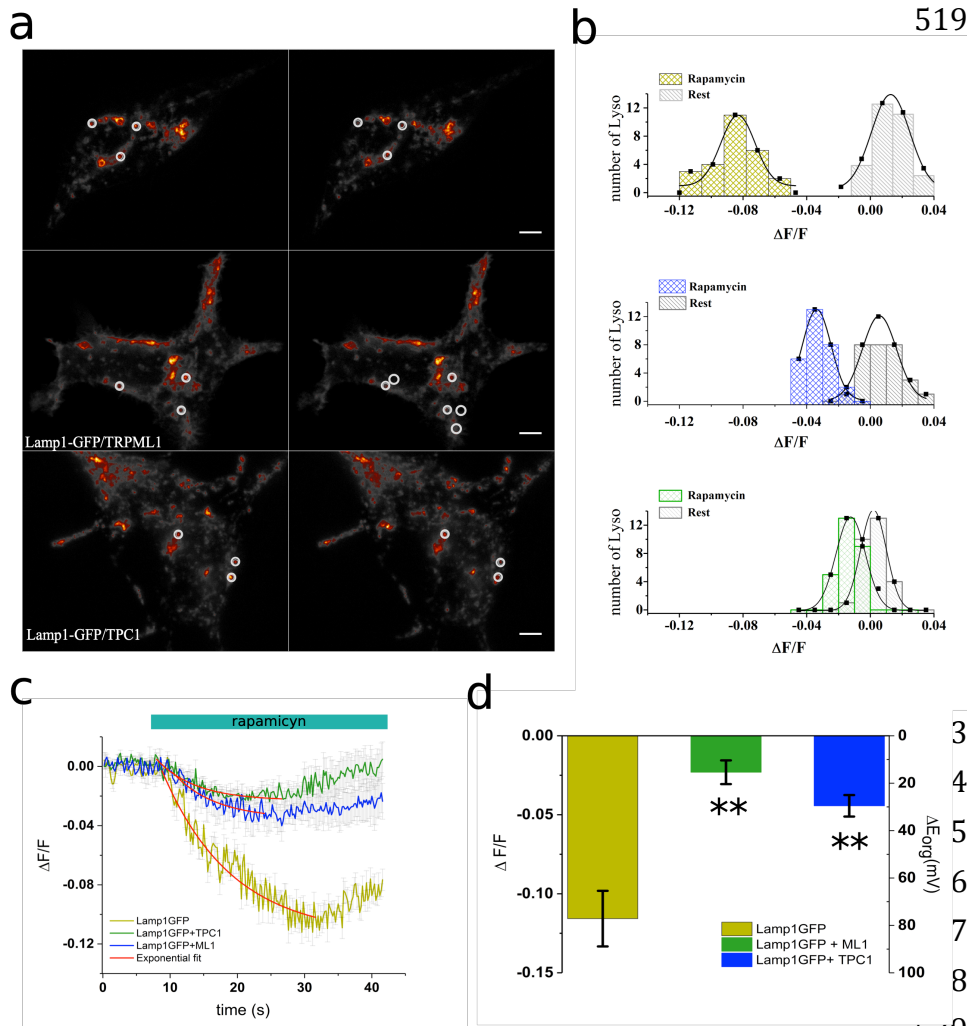 519
a
Lamp1-GFP/TRPML1
Lamp1-GFP/TPC1
b
Rapamycin
Rest
number of Lyso
12
8
4
0
-0.12 -0.08 -0.04 0.00 0.04
ΔF/F
Rapamycin
Rest
number of Lyso
12
8
4
0
-0.12 -0.08 -0.04 0.00 0.04
ΔF/F
Rapamycin
Rest
number of Lyso
12
8
4
0
-0.12 -0.08 -0.04 0.00 0.04
ΔF/F
c
rapamicyn
ΔF/F
0.00
-0.04
-0.08
-0.12
Lamp1GFP
Lamp1GFP+TPC1
Lamp1GFP+ML1
Exponential fit
0 10 20 30 40
time (s)
d
Δ F/F
0.00
-0.05
-0.10
-0.15
**
**
Lamp1GFP
Lamp1GFP + ML1
Lamp1GFP+ TPC1
0
20
40
60
80
100
ΔEorg(mV)
3
4
5
6
7
8